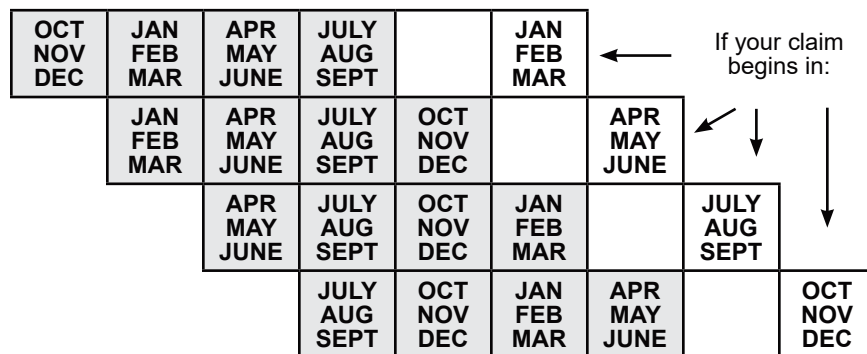 OCT JAN APR JULY JAN
NOV FEB MAY AUG FEB
DEC MAR JUNE SEPT MAR
If your claim
begins in:
JAN APR JULY OCT APR
FEB MAY AUG NOV MAY
MAR JUNE SEPT DEC JUNE
APR JULY OCT JAN JULY
MAY AUG NOV FEB AUG
JUNE SEPT DEC MAR SEPT
JULY OCT JAN APR OCT
AUG NOV FEB MAY NOV
SEPT DEC MAR JUNE DEC